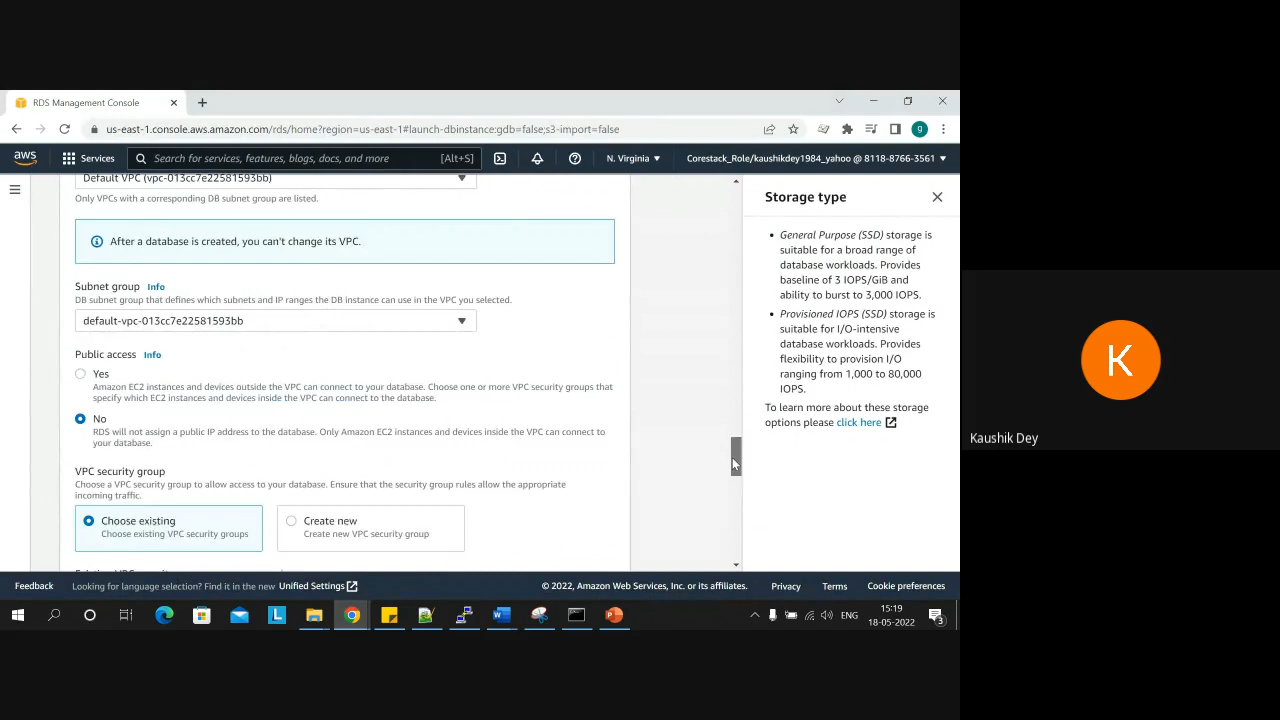 RDS Management Console
us-east-1.console.aws.amazon.com/rds/home?region=us-east-1#launch-dbinstance:gdb=false;s3-import=false
g
aws
Services
Search for services, features, blogs, docs, and more
[Alt+S]
N. Virginia
Corestack_Role/kaushikdey1984_yahoo @ 8118-8766-3561
Default VPC (vpc-013cc7e22581593bb)
Only VPCs with a corresponding DB subnet group are listed.
After a database is created, you can't change its VPC.
Subnet group Info
DB subnet group that defines which subnets and IP ranges the DB instance can use in the VPC you selected.
default-vpc-013cc7e22581593bb
Public access Info
Yes
Amazon EC2 instances and devices outside the VPC can connect to your database. Choose one or more VPC security groups that
specify which EC2 instances and devices inside the VPC can connect to the database.
No
RDS will not assign a public IP address to the database. Only Amazon EC2 instances and devices inside the VPC can connect to
your database.
VPC security group
Choose a VPC security group to allow access to your database. Ensure that the security group rules allow the appropriate
incoming traffic.
Choose existing
Choose existing VPC security groups
Create new
Create new VPC security group
Storage type
General Purpose (SSD) storage is
suitable for a broad range of
database workloads. Provides
baseline of 3 IOPS/GiB and
ability to burst to 3,000 IOPS.
Provisioned IOPS (SSD) storage is
suitable for I/O-intensive
database workloads. Provides
flexibility to provision I/O
ranging from 1,000 to 80,000
IOPS.
To learn more about these storage
options please click here
Feedback
Looking for language selection? Find it in the new Unified Settings
© 2022, Amazon Web Services, Inc. or its affiliates.
Privacy
Terms
Cookie preferences
ENG
15:19
18-05-2022
3
K
Kaushik Dey